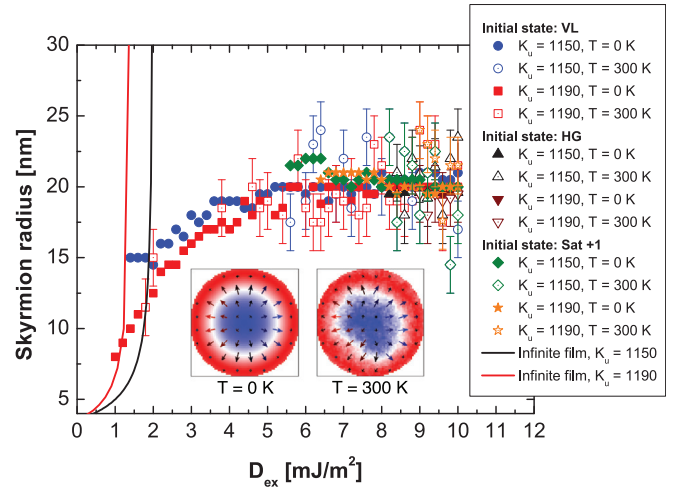 Skyrmion radius [nm]
30
25
20
15
10
5
0 1 2 3 4 5 6 7 8 9 10 11 12
D_ex [mJ/m²]
T = 0 K
T = 300 K
Initial state: VL
K_u = 1150, T = 0 K
K_u = 1150, T = 300 K
K_u = 1190, T = 0 K
K_u = 1190, T = 300 K
Initial state: HG
K_u = 1150, T = 0 K
K_u = 1150, T = 300 K
K_u = 1190, T = 0 K
K_u = 1190, T = 300 K
Initial state: Sat +1
K_u = 1150, T = 0 K
K_u = 1150, T = 300 K
K_u = 1190, T = 0 K
K_u = 1190, T = 300 K
Infinite film, K_u = 1150
Infinite film, K_u = 1190